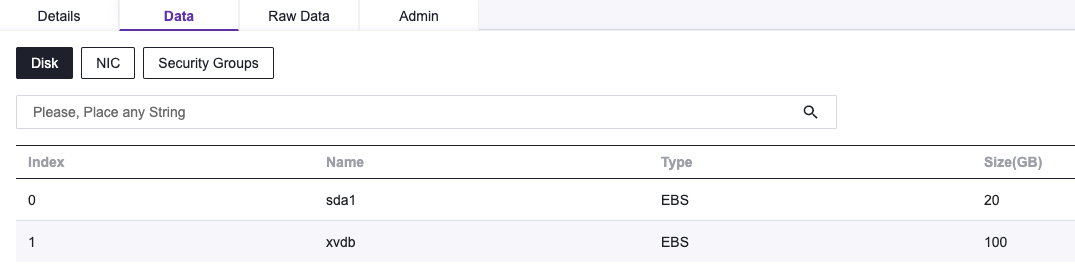 Details Data Raw Data Admin
Disk NIC Security Groups
Please, Place any String
Index Name Type Size(GB)
0 sda1 EBS 20
1 xvdb EBS 100